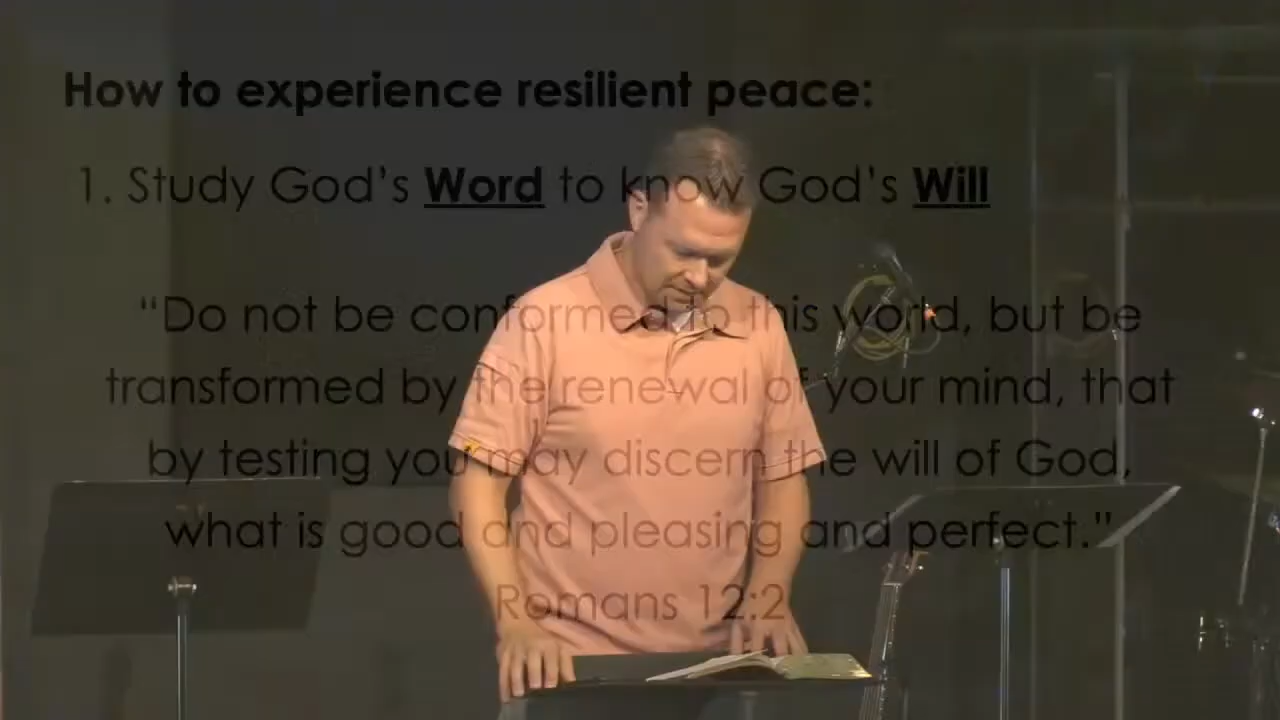 How to experience resilient peace:
1. Study God's Word to know God's Will
“Do not be conformed to this world, but be
transformed by the renewal of your mind, that
by testing you may discern the will of God,
what is good and pleasing and perfect.”
Romans 12:2